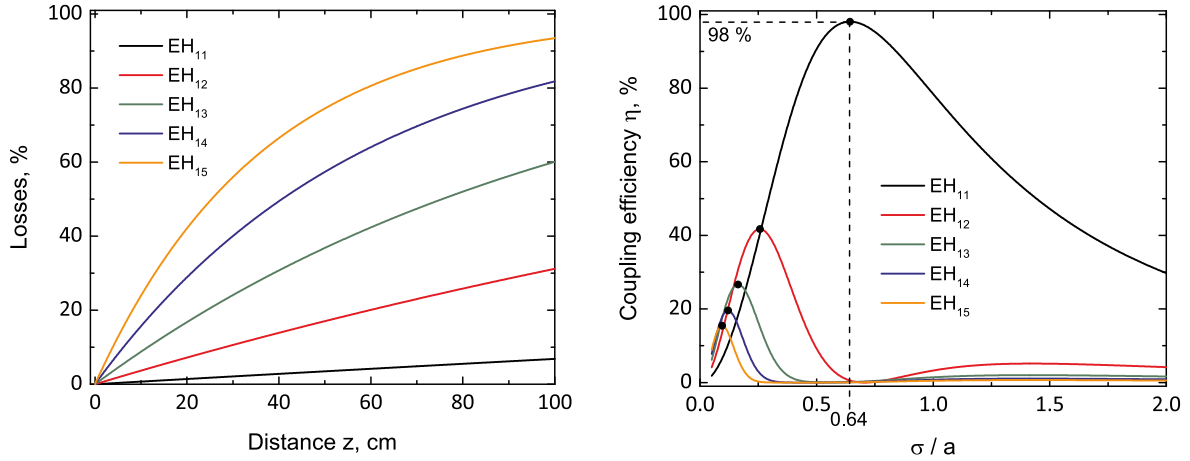 100
80
60
40
20
0
Losses, %
EH₁₁
EH₁₂
EH₁₃
EH₁₄
EH₁₅
0 20 40 60 80 100
Distance z, cm
100
80
60
40
20
0
Coupling efficiency η, %
98 %
EH₁₁
EH₁₂
EH₁₃
EH₁₄
EH₁₅
0.0 0.5 1.0 1.5 2.0
0.64
σ / a